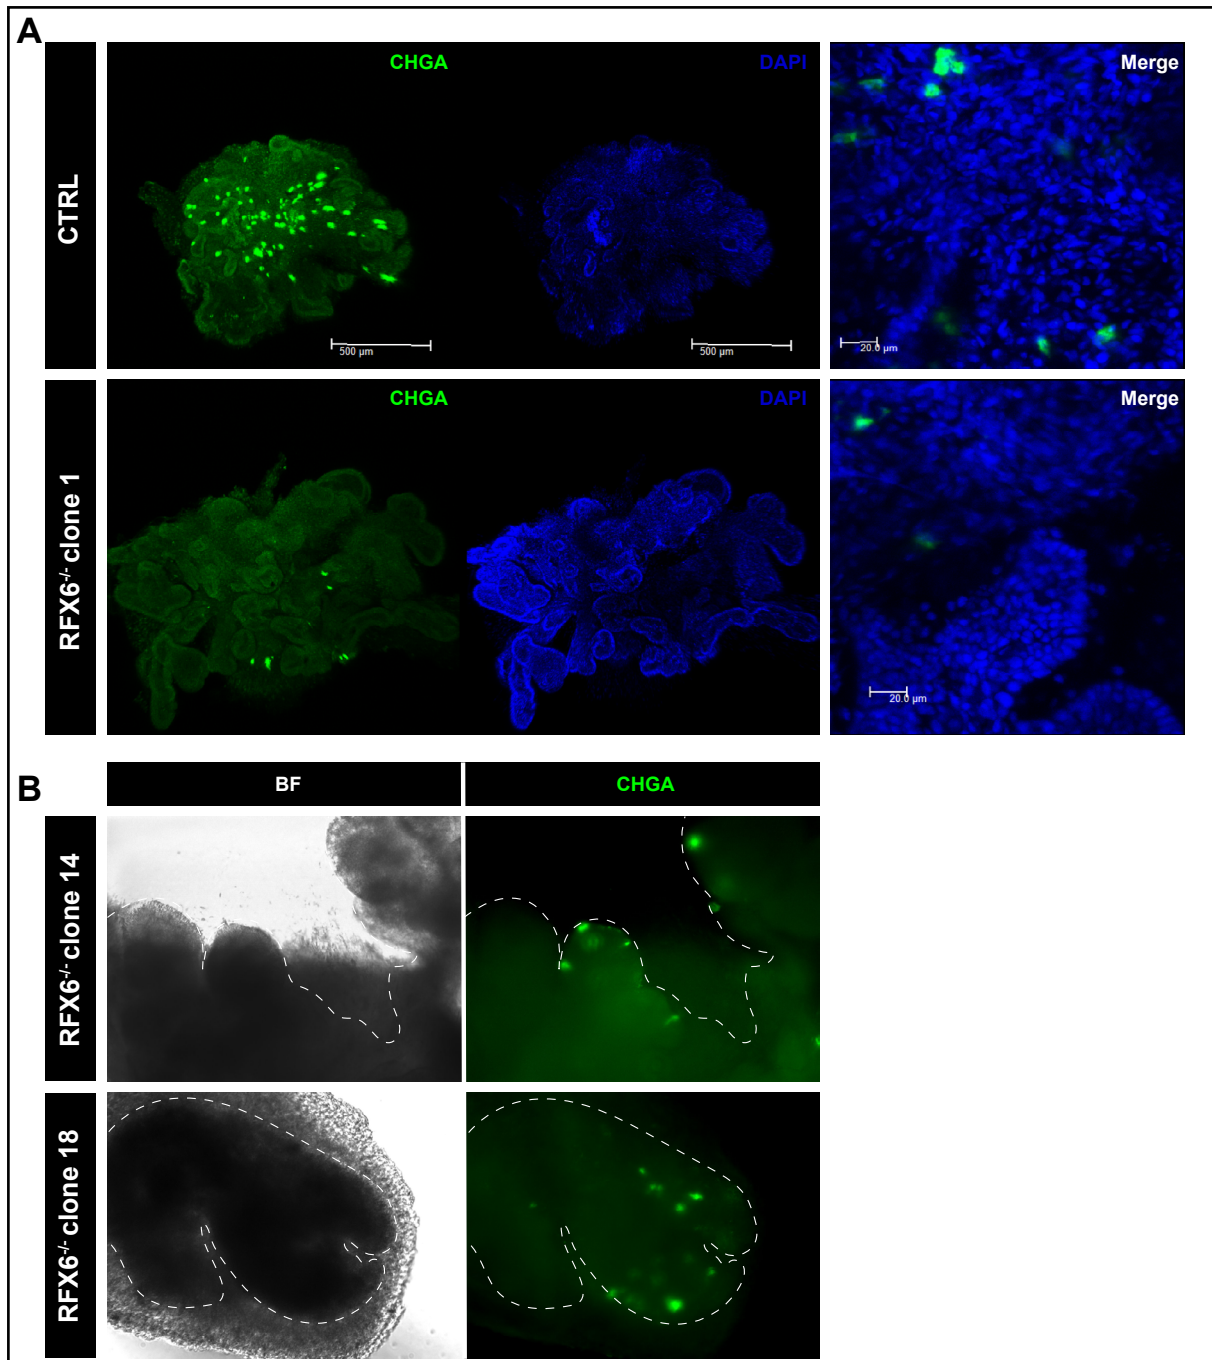 A
CTRL
CHGA
DAPI
Merge
500 µm
500 µm
20.0 µm
RFX6-/- clone 1
CHGA
DAPI
Merge
20.0 µm
B
BF
CHGA
RFX6-/- clone 14
RFX6-/- clone 18